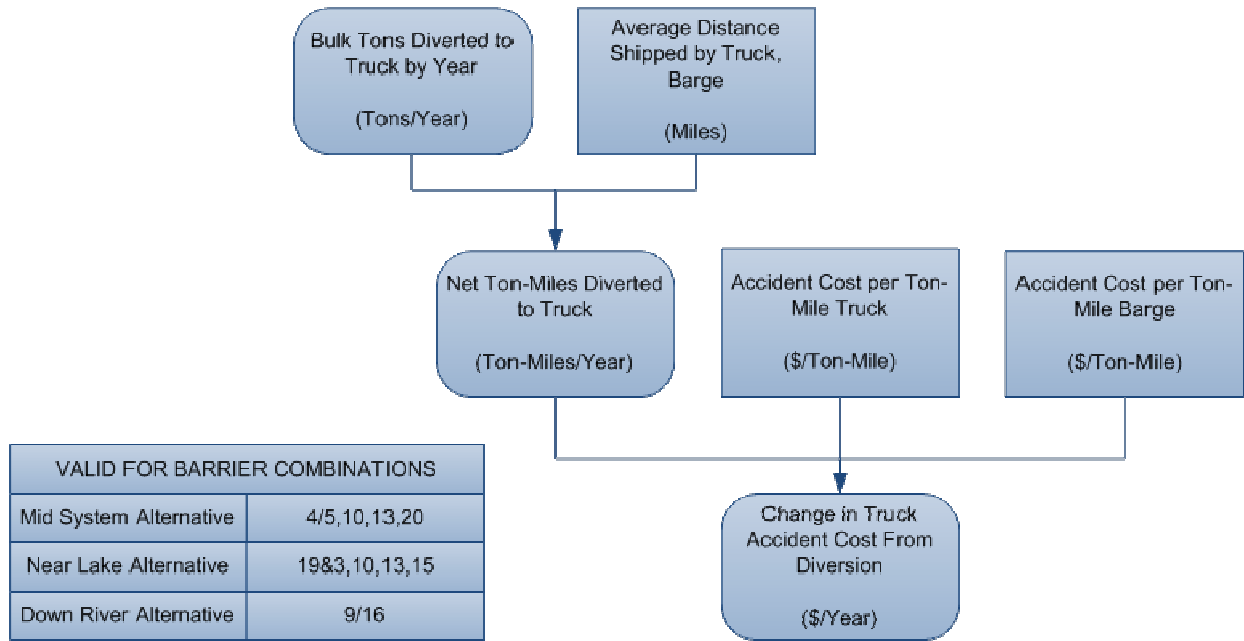 Bulk Tons Diverted to
Truck by Year
(Tons/Year)
Average Distance
Shipped by Truck,
Barge
(Miles)
Net Ton-Miles Diverted
to Truck
(Ton-Miles/Year)
Accident Cost per Ton-
Mile Truck
($/Ton-Mile)
Accident Cost per Ton-
Mile Barge
($/Ton-Mile)
VALID FOR BARRIER COMBINATIONS
Mid System Alternative 4/5,10,13,20
Near Lake Alternative 19&3,10,13,15
Down River Alternative 9/16
Change in Truck
Accident Cost From
Diversion
($/Year)